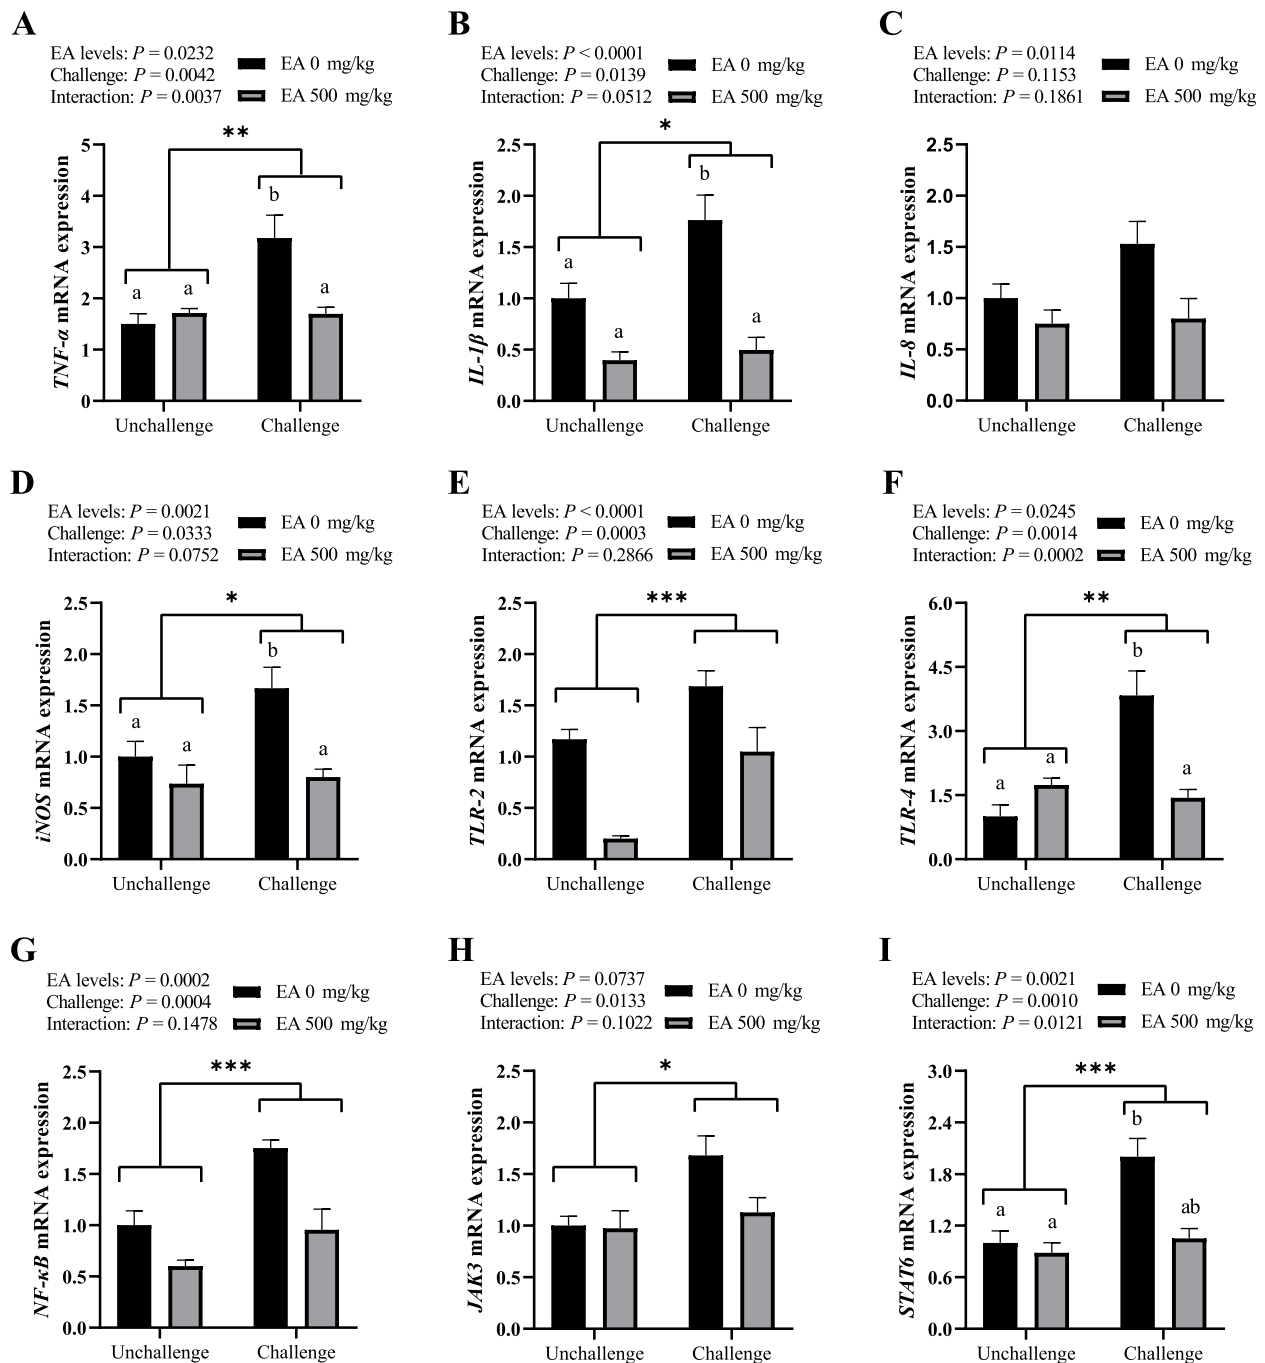 A
EA levels: P = 0.0232
Challenge: P = 0.0042
Interaction: P = 0.0037
EA 0 mg/kg
EA 500 mg/kg
**
TNF-α mRNA expression
5
4
3
2
1
0
a
a
b
a
Unchallenge
Challenge
B
EA levels: P < 0.0001
Challenge: P = 0.0139
Interaction: P = 0.0512
EA 0 mg/kg
EA 500 mg/kg
*
IL-1β mRNA expression
2.5
2.0
1.5
1.0
0.5
0.0
a
a
b
a
Unchallenge
Challenge
C
EA levels: P = 0.0114
Challenge: P = 0.1153
Interaction: P = 0.1861
EA 0 mg/kg
EA 500 mg/kg
IL-8 mRNA expression
2.5
2.0
1.5
1.0
0.5
0.0
Unchallenge
Challenge
D
EA levels: P = 0.0021
Challenge: P = 0.0333
Interaction: P = 0.0752
EA 0 mg/kg
EA 500 mg/kg
*
iNOS mRNA expression
2.5
2.0
1.5
1.0
0.5
0.0
a
a
b
a
Unchallenge
Challenge
E
EA levels: P < 0.0001
Challenge: P = 0.0003
Interaction: P = 0.2866
EA 0 mg/kg
EA 500 mg/kg
***
TLR-2 mRNA expression
2.5
2.0
1.5
1.0
0.5
0.0
Unchallenge
Challenge
F
EA levels: P = 0.0245
Challenge: P = 0.0014
Interaction: P = 0.0002
EA 0 mg/kg
EA 500 mg/kg
**
TLR-4 mRNA expression
6.0
4.5
3.0
1.5
0.0
a
a
b
a
Unchallenge
Challenge
G
EA levels: P = 0.0002
Challenge: P = 0.0004
Interaction: P = 0.1478
EA 0 mg/kg
EA 500 mg/kg
***
NF-κB mRNA expression
2.5
2.0
1.5
1.0
0.5
0.0
Unchallenge
Challenge
H
EA levels: P = 0.0737
Challenge: P = 0.0133
Interaction: P = 0.1022
EA 0 mg/kg
EA 500 mg/kg
*
JAK3 mRNA expression
2.5
2.0
1.5
1.0
0.5
0.0
Unchallenge
Challenge
I
EA levels: P = 0.0021
Challenge: P = 0.0010
Interaction: P = 0.0121
EA 0 mg/kg
EA 500 mg/kg
***
STAT6 mRNA expression
3.0
2.4
1.8
1.2
0.6
0.0
a
a
b
ab
Unchallenge
Challenge